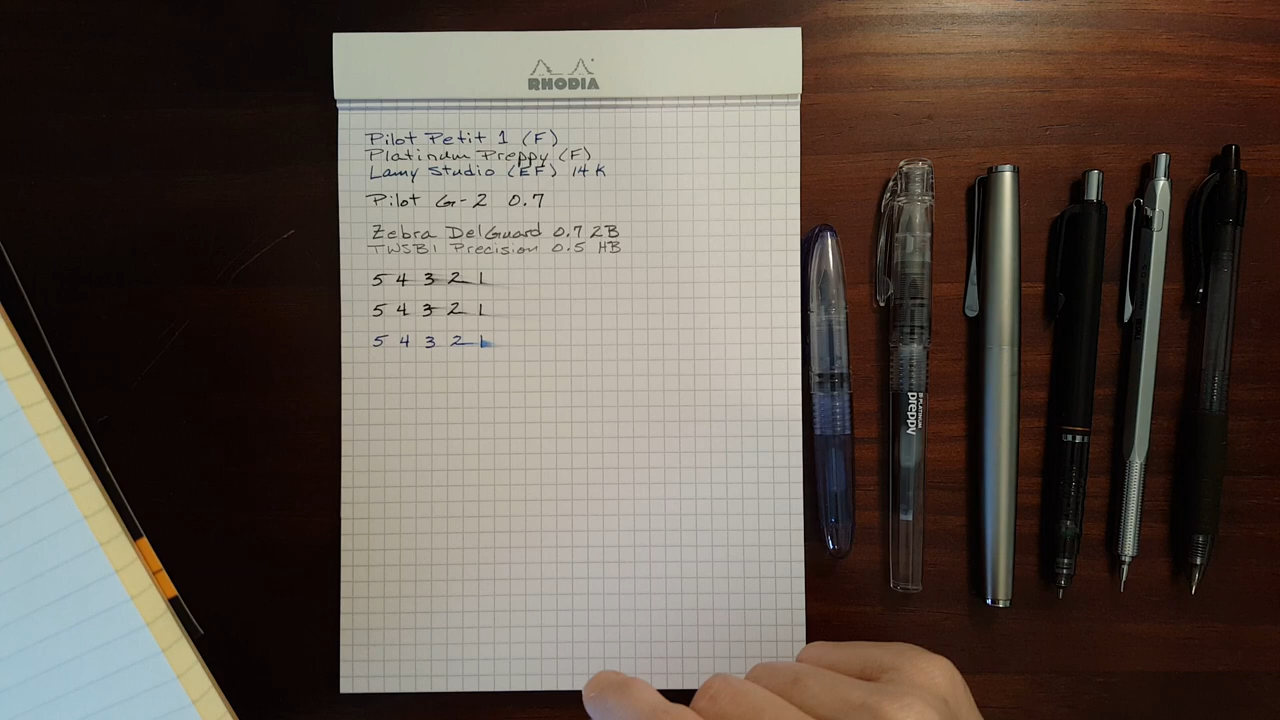 RHODIA
Pilot Petit 1 (F)
Platinum Preppy (F)
Lamy Studio (EF) 14K
Pilot G-2 0.7
Zebra DelGuard 0.7 2B
TWSBI Precision 0.5 HB
5 4 3 2 1
5 4 3 2 1
5 4 3 2 1
PLATINUM
preppy